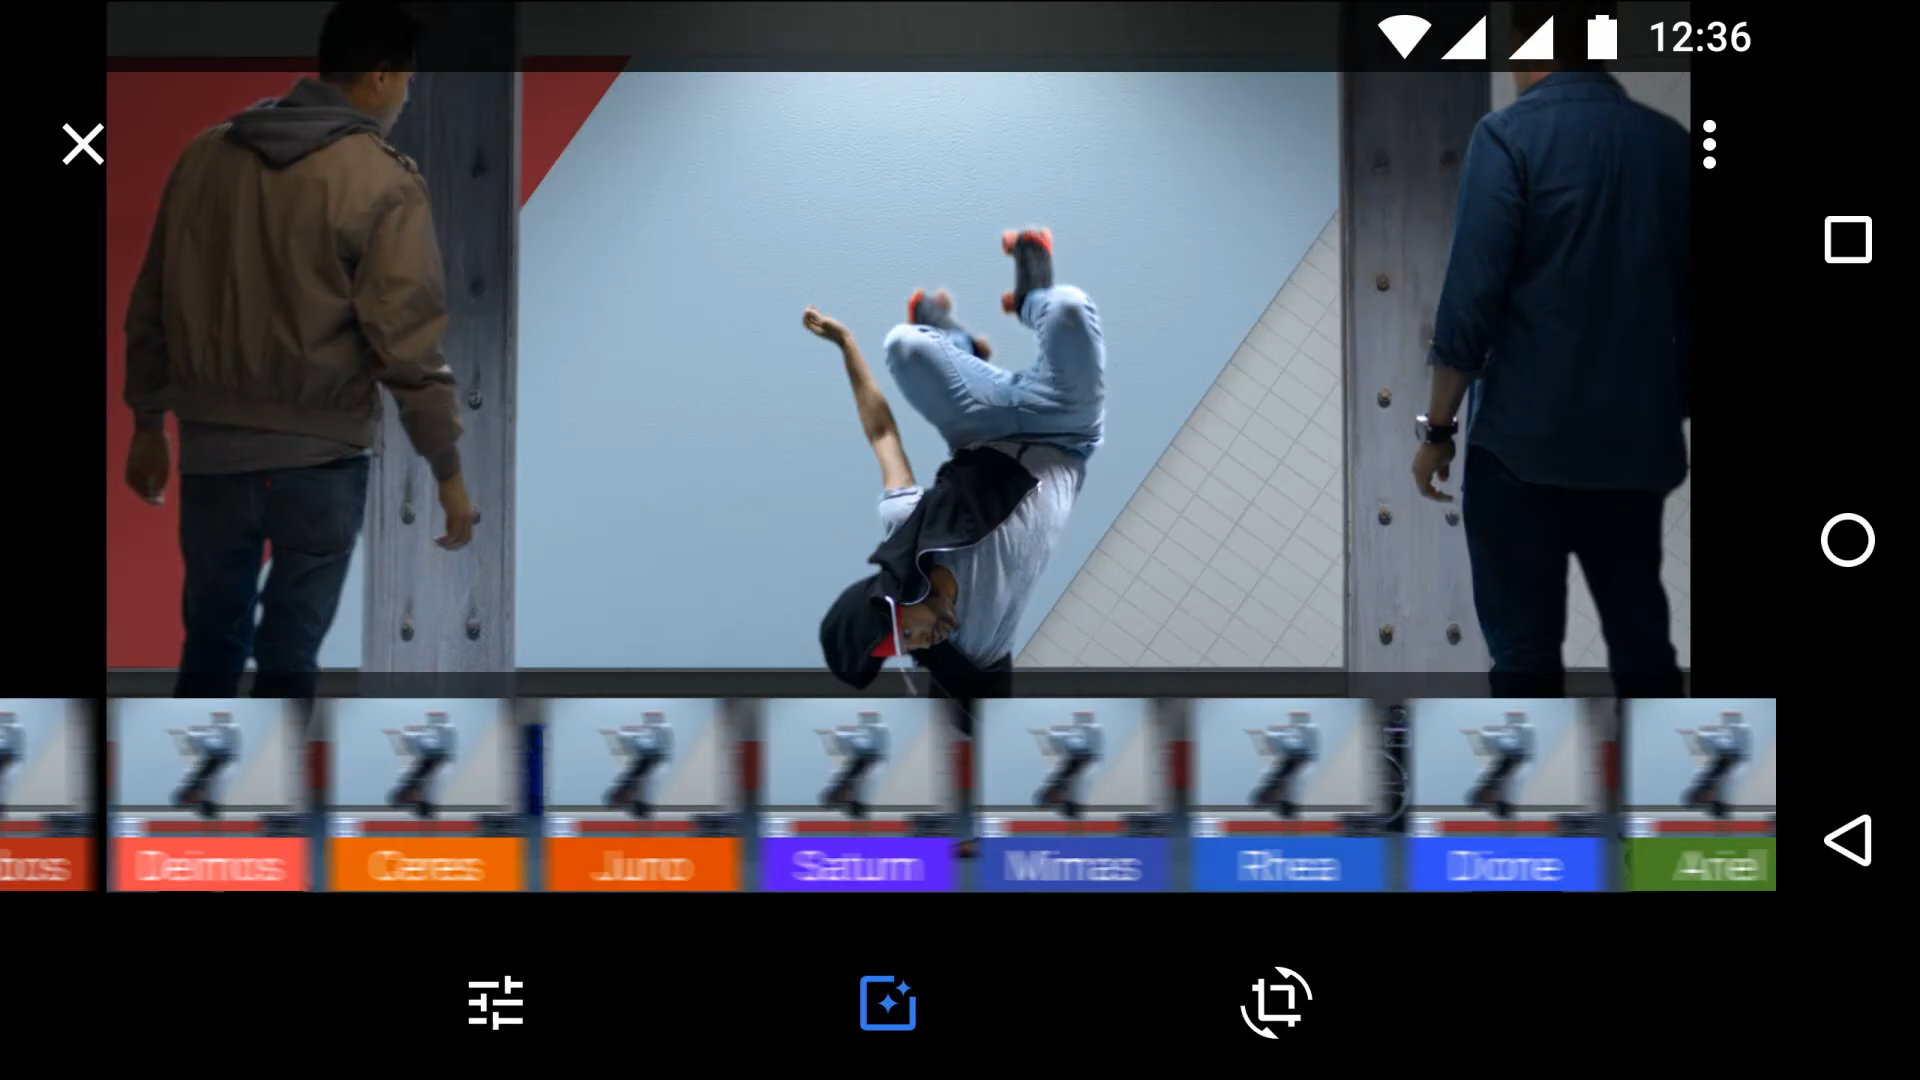 12:36
Deimos
Ceres
Juno
Saturn
Mimas
Rhea
Dione
Ariel